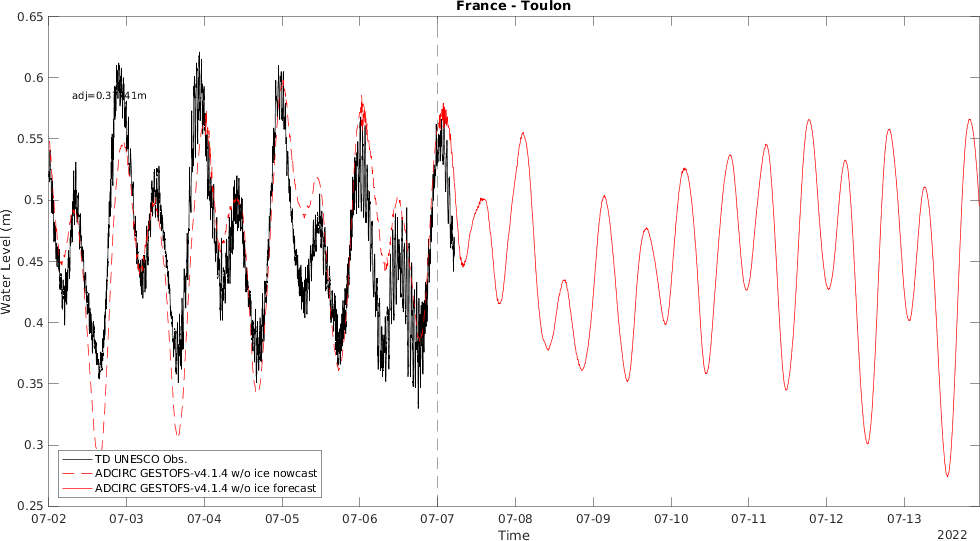 France - Toulon
0.65
0.6
0.55
0.5
0.45
0.4
0.35
0.3
0.25
Water Level (m)
TD UNESCO Obs.
ADCIRC GESTOFS-v4.1.4 w/o ice nowcast
ADCIRC GESTOFS-v4.1.4 w/o ice forecast
07-02 07-03 07-04 07-05 07-06 07-07 07-08 07-09 07-10 07-11 07-12 07-13
Time
2022